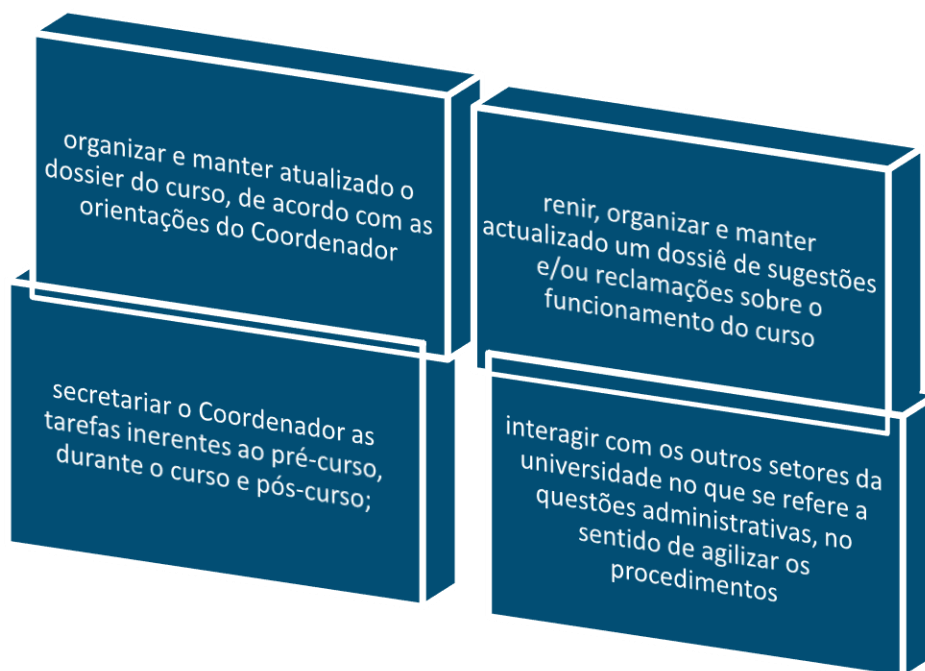 organizar e manter atualizado o
dossier do curso, de acordo com as
orientações do Coordenador
renir, organizar e manter
actualizado um dossiê de sugestões
e/ou reclamações sobre o
funcionamento do curso
secretariar o Coordenador as
tarefas inerentes ao pré-curso,
durante o curso e pós-curso;
interagir com os outros setores da
universidade no que se refere a
questões administrativas, no
sentido de agilizar os
procedimentos